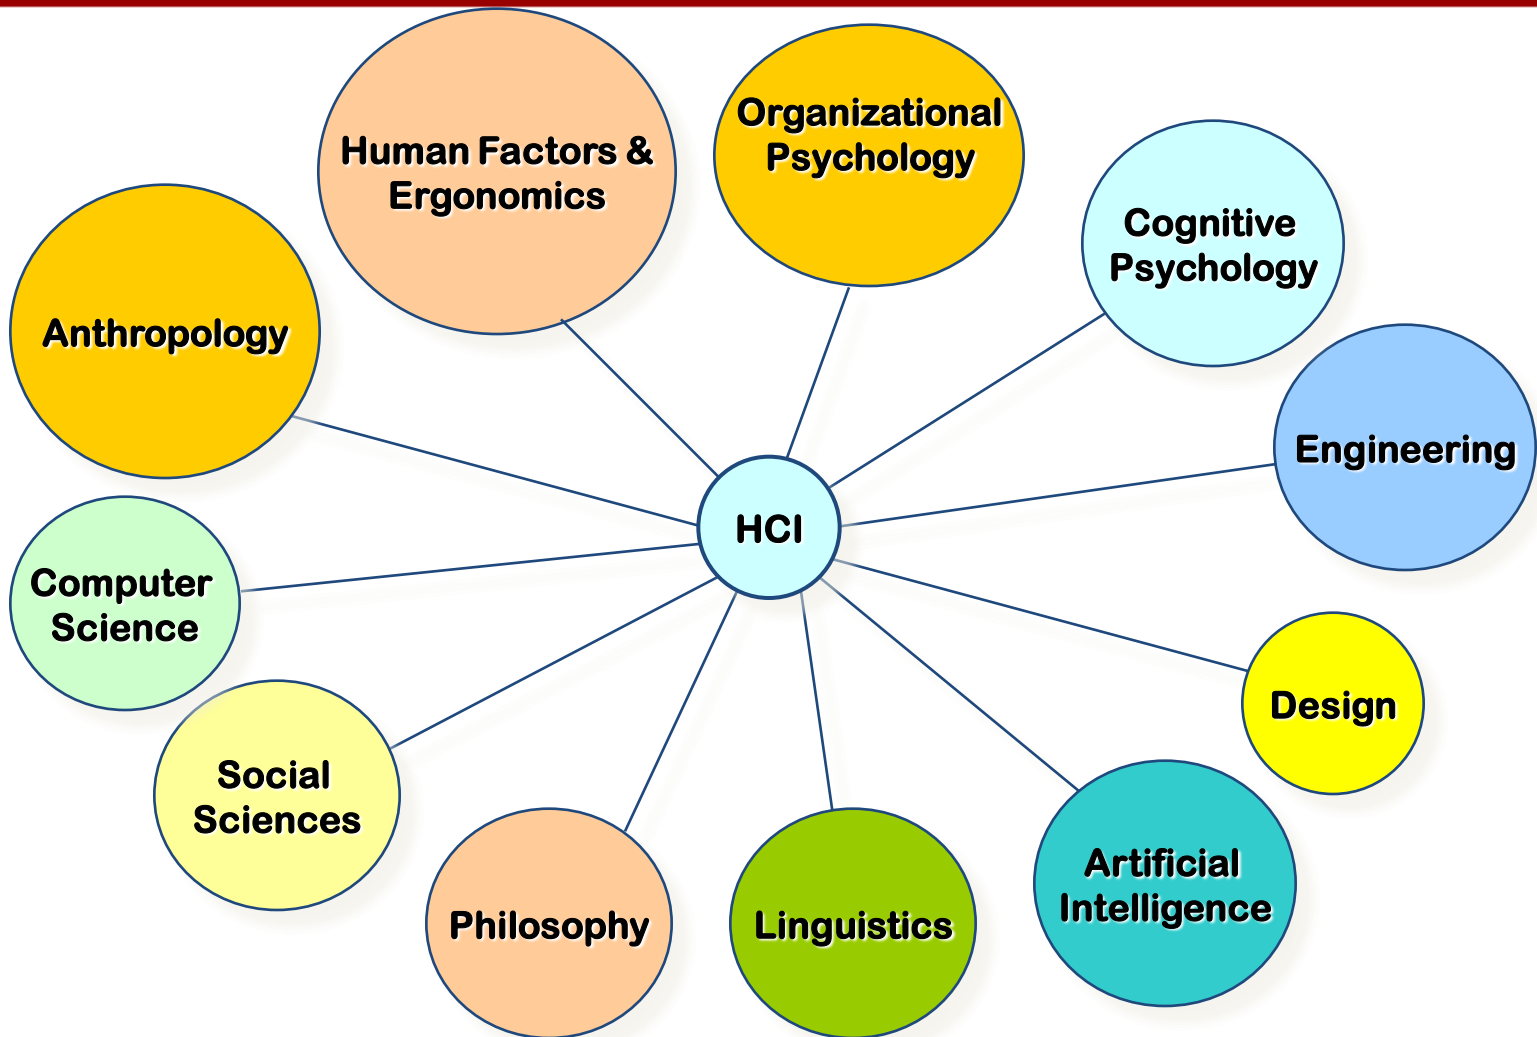 Organizational
Psychology
Human Factors &
Ergonomics
Cognitive
Psychology
Anthropology
Engineering
HCI
Computer
Science
Design
Social
Sciences
Artificial
Intelligence
Philosophy
Linguistics